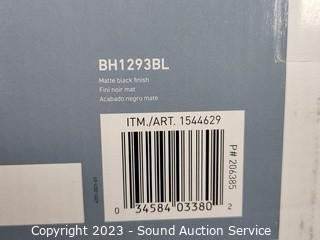 BH1293BL
Matte black finish
Fini noir mat
Acabado negro mate
ITM./ART. 1544629
P# 206385
0 34584 03380 2
Copyright 2023 - Sound Auction Service